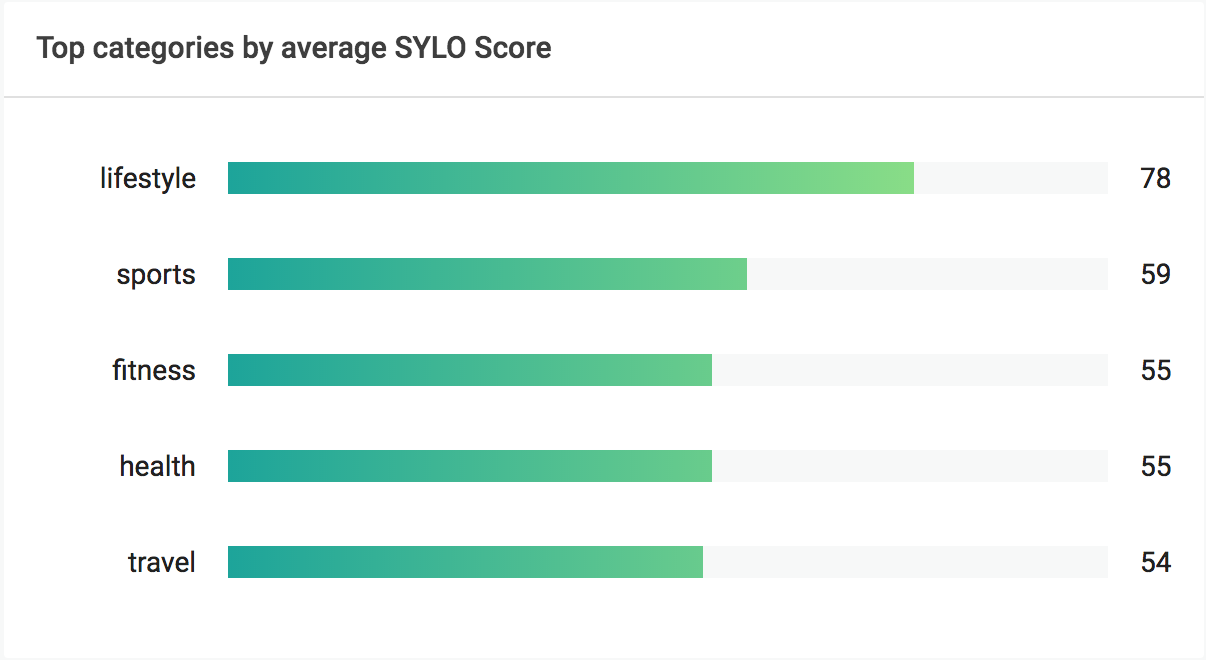 Top categories by average SYLO Score
lifestyle 78
sports 59
fitness 55
health 55
travel 54